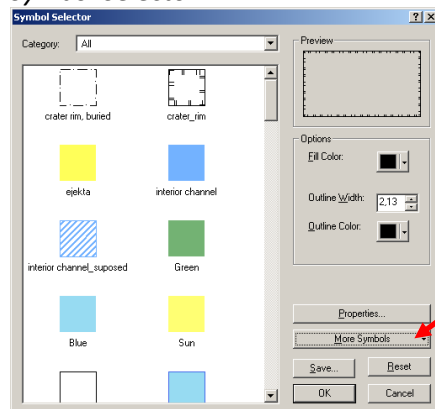 Symbol Selector
Category: All
crater rim, buried
crater_rim
ejekta
interior channel
interior channel_suposed
Green
Blue
Sun
Preview
Options
Fill Color:
Outline Width: 2,13
Outline Color:
Properties...
More Symbols
Save...
Reset
OK
Cancel